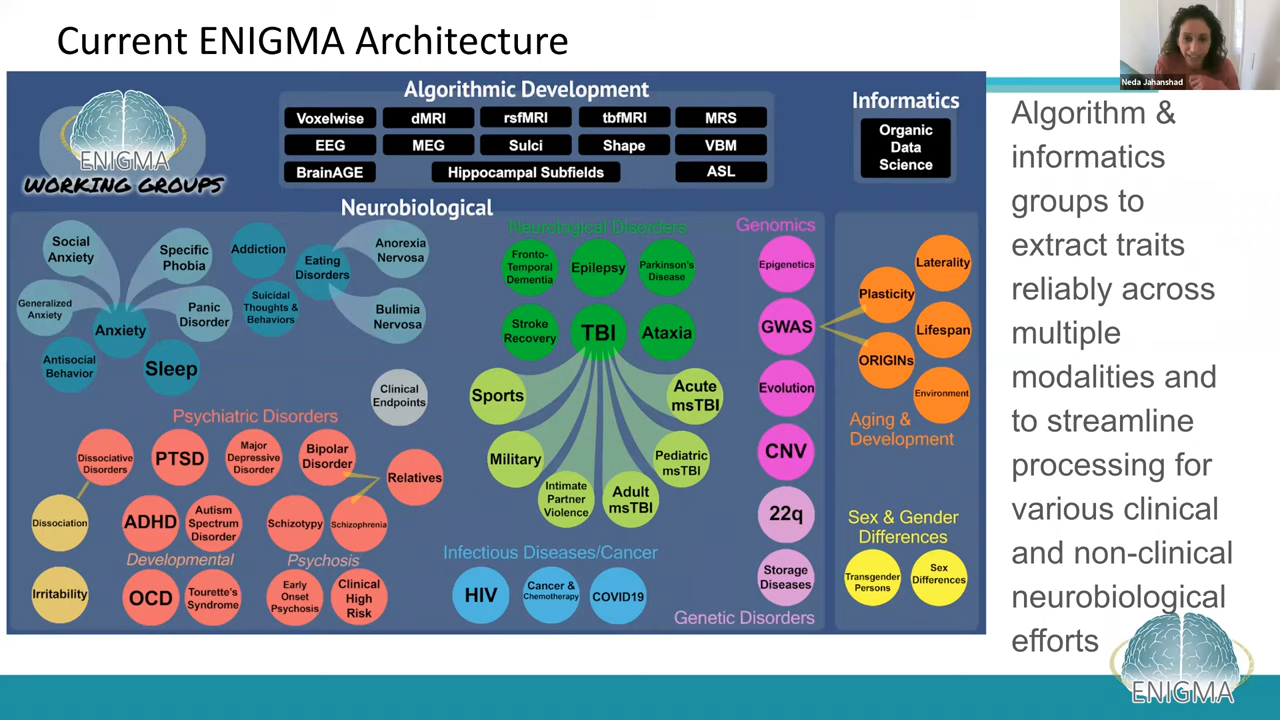 Current ENIGMA Architecture
Neda Jahanshad
ENIGMA
WORKING GROUPS
Algorithmic Development
Voxelwise
dMRI
rsfMRI
tbfMRI
MRS
EEG
MEG
Sulci
Shape
VBM
BrainAGE
Hippocampal Subfields
ASL
Informatics
Organic
Data
Science
Neurobiological
Social
Anxiety
Specific
Phobia
Generalized
Anxiety
Anxiety
Panic
Disorder
Antisocial
Behavior
Sleep
Addiction
Eating
Disorders
Suicidal
Thoughts &
Behaviors
Anorexia
Nervosa
Bulimia
Nervosa
Clinical
Endpoints
Psychiatric Disorders
Dissociative
Disorders
PTSD
Major
Depressive
Disorder
Bipolar
Disorder
Relatives
Dissociation
ADHD
Autism
Spectrum
Disorder
Schizotypy
Schizophrenia
Developmental
Psychosis
Irritability
OCD
Tourette's
Syndrome
Early
Onset
Psychosis
Clinical
High
Risk
Neurological Disorders
Fronto-
Temporal
Dementia
Epilepsy
Parkinson's
Disease
Stroke
Recovery
TBI
Ataxia
Sports
Acute
msTBI
Military
Pediatric
msTBI
Intimate
Partner
Violence
Adult
msTBI
Infectious Diseases/Cancer
HIV
Cancer &
Chemotherapy
COVID19
Genomics
Epigenetics
GWAS
Evolution
CNV
22q
Storage
Diseases
Genetic Disorders
Laterality
Plasticity
Lifespan
ORIGINs
Environment
Aging &
Development
Sex & Gender
Differences
Transgender
Persons
Sex
Differences
Algorithm &
informatics
groups to
extract traits
reliably across
multiple
modalities and
to streamline
processing for
various clinical
and non-clinical
neurobiological
efforts
ENIGMA